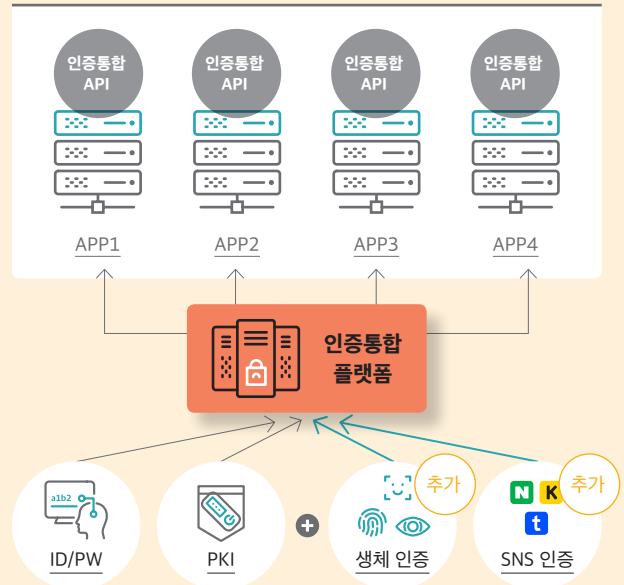 인증통합
API
인증통합
API
인증통합
API
인증통합
API
APP1
APP2
APP3
APP4
인증통합
플랫폼
a1b2
ID/PW
PKI
생체 인증
추가
N
K
t
SNS 인증
추가